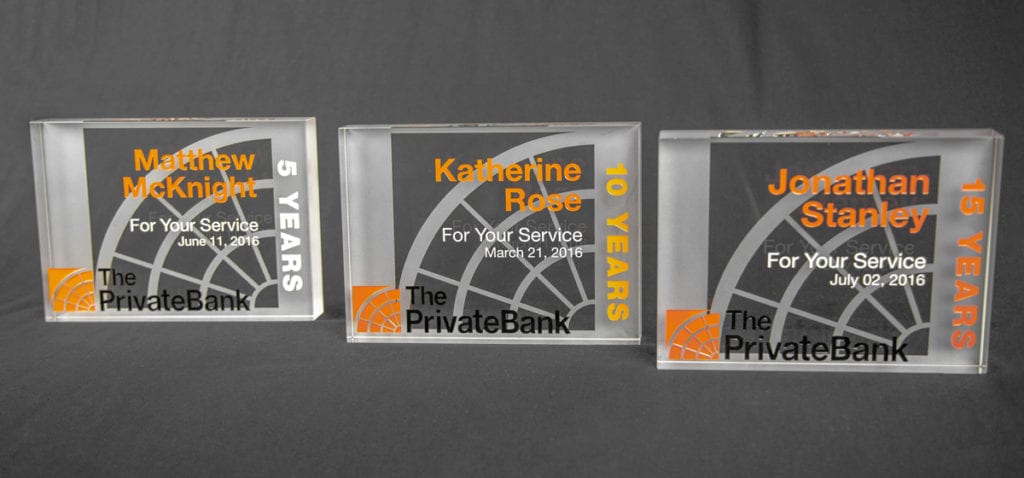 Matthew
McKnight
For Your Service
June 11, 2016
5 YEARS
The
PrivateBank
Katherine
Rose
For Your Service
March 21, 2016
10 YEARS
The
PrivateBank
Jonathan
Stanley
For Your Service
July 02, 2016
15 YEARS
The
PrivateBank